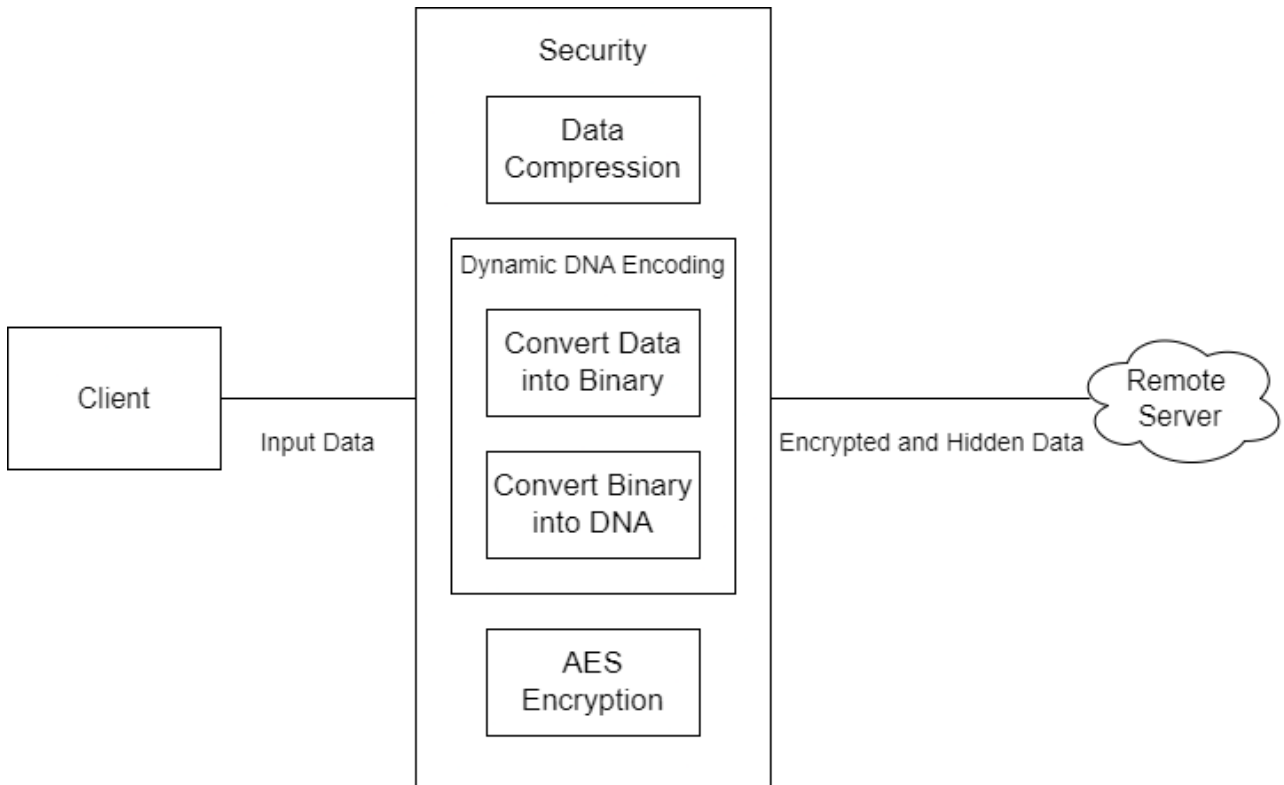 Security
Data
Compression
Dynamic DNA Encoding
Convert Data
into Binary
Convert Binary
into DNA
AES
Encryption
Client
Input Data
Encrypted and Hidden Data
Remote
Server